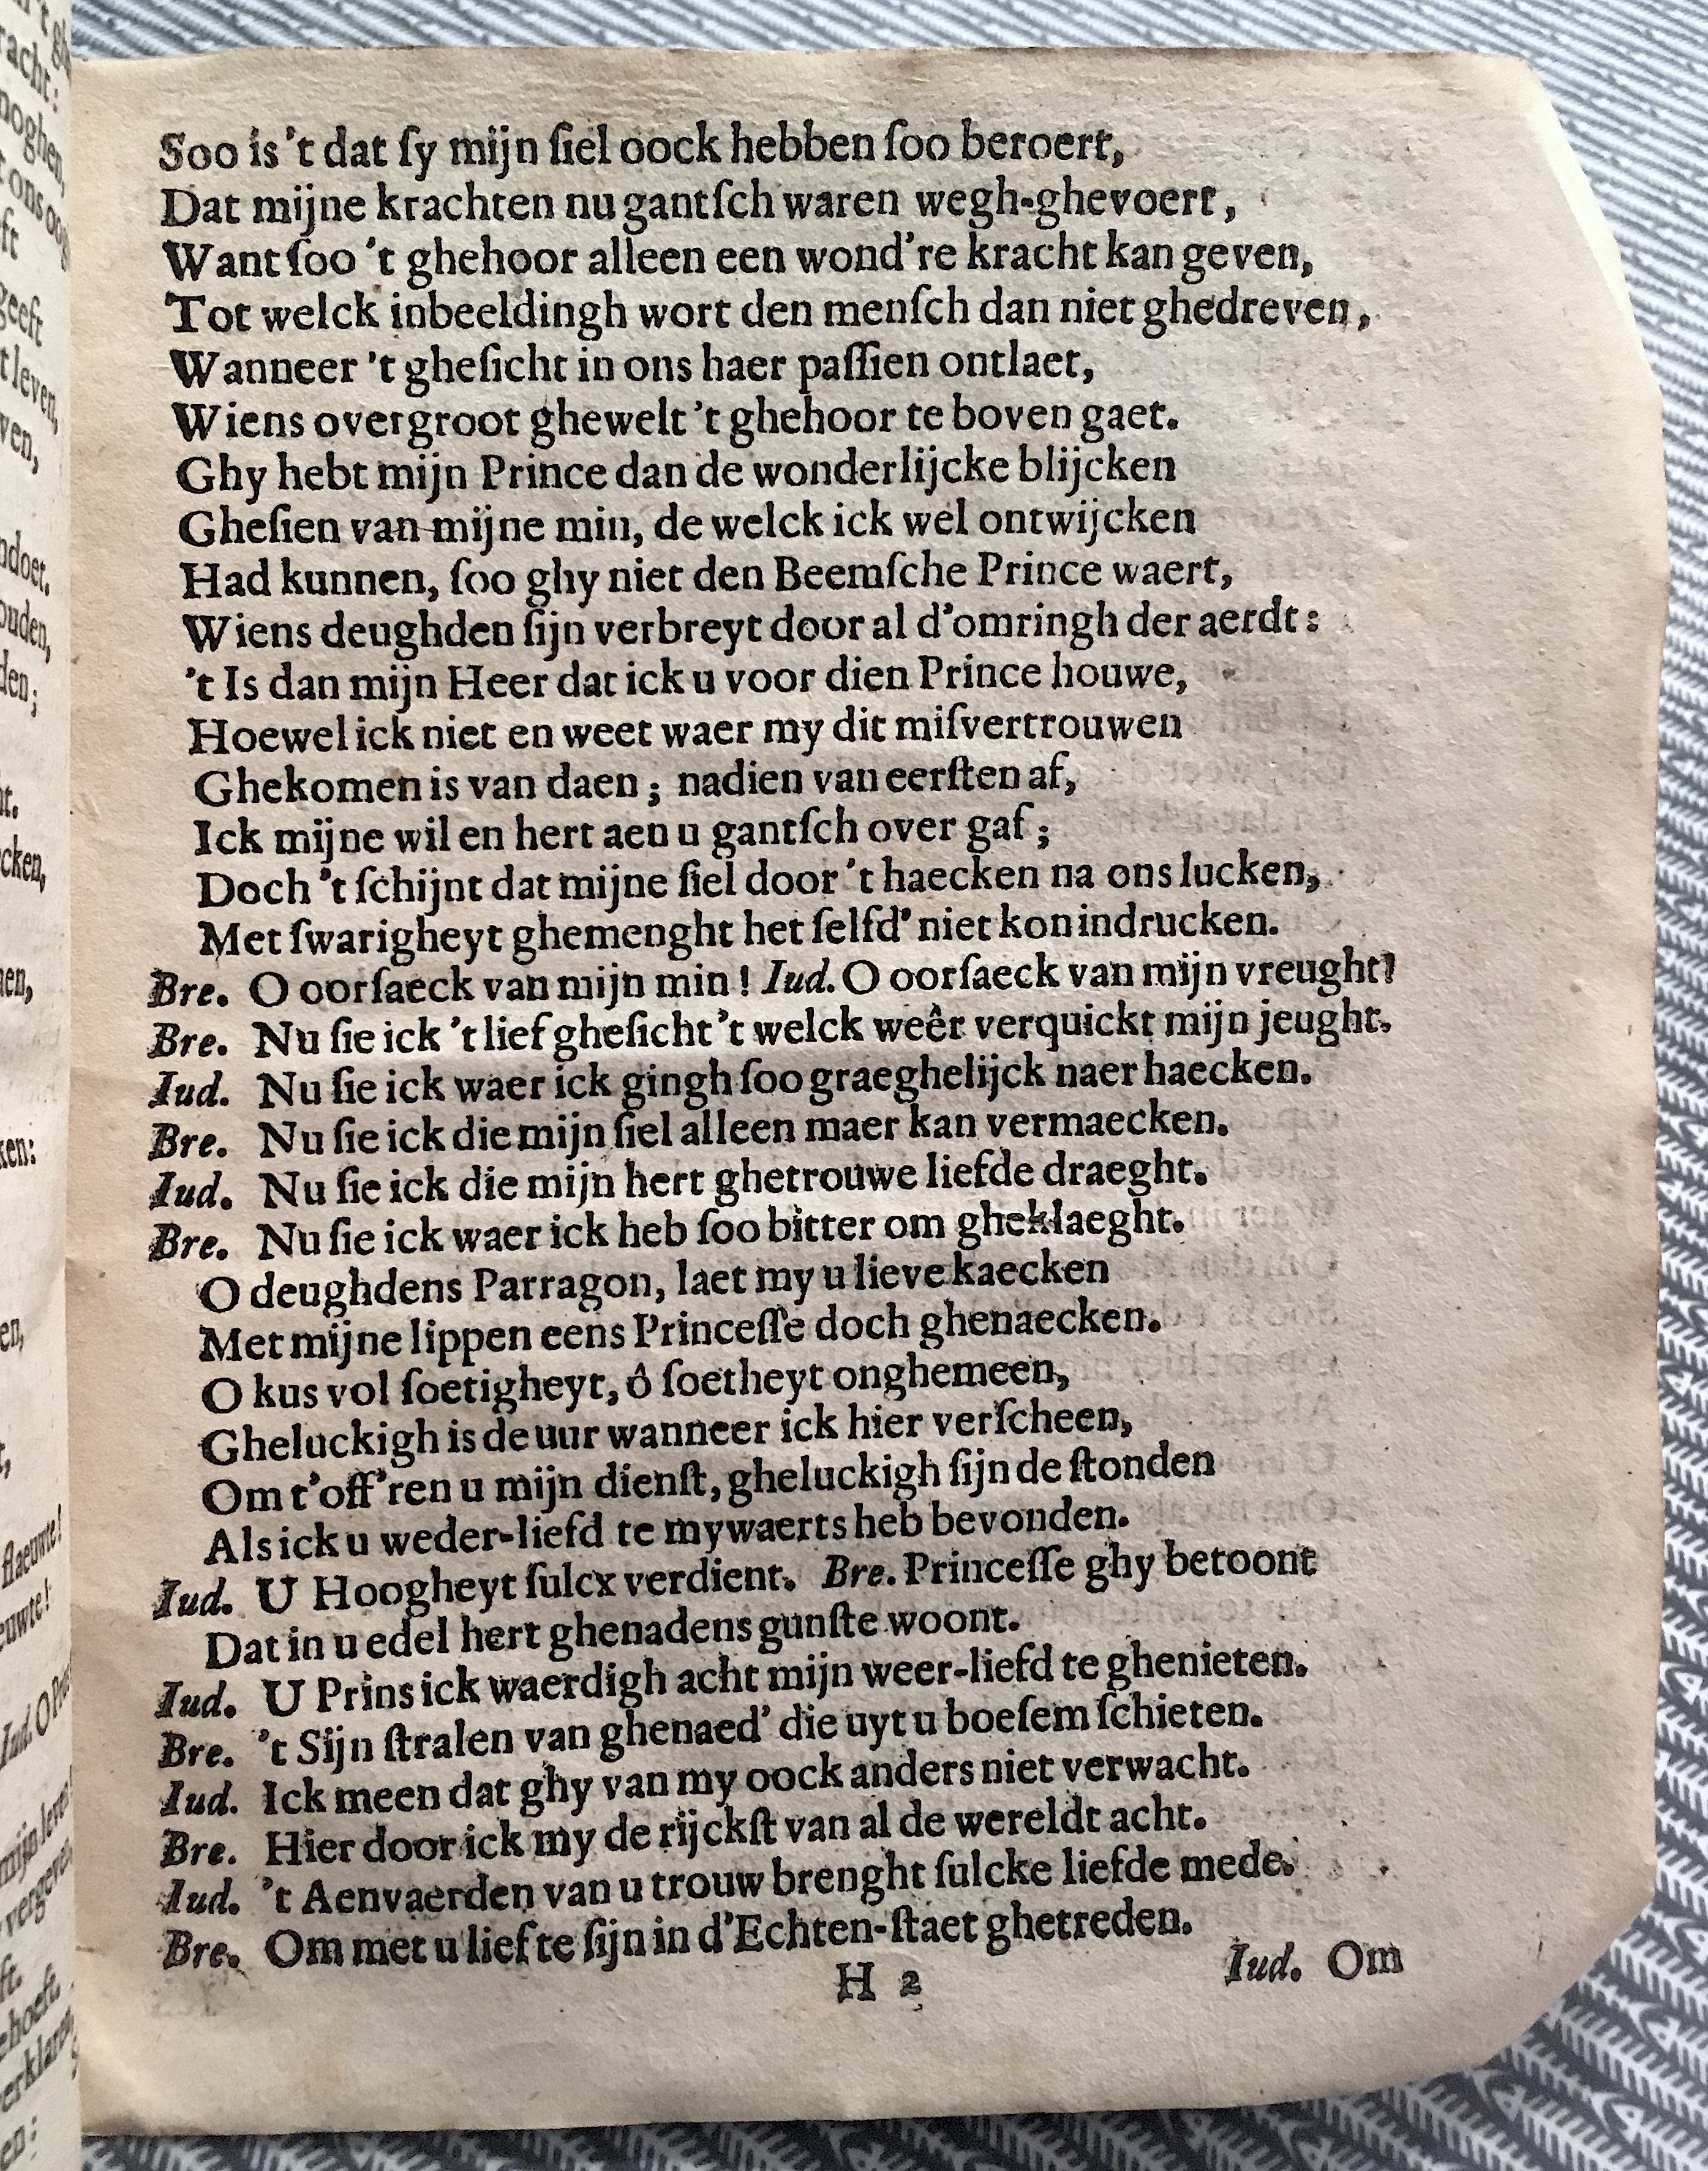 Soo is 't dat ſy mijn ſiel oock hebben ſoo beroert,
Dat mijne krachten nu gantſch waren wegh-ghevoert,
Want ſoo 't ghehoor alleen een wond're kracht kan geven,
Tot welck inbeeldingh wort den menſch dan niet ghedreven,
Wanneer 't gheſicht in ons haer paſſien ontlaet,
Wiens overgroot ghewelt 't ghehoor te boven gaet.
Ghy hebt mijn Prince dan de wonderlijcke blijcken
Gheſien van mijne min, de welck ick wel ontwijcken
Had kunnen, ſoo ghy niet den Beemſche Prince waert,
Wiens deughden ſijn verbreyt door al d'omringh der aerdt:
't Is dan mijn Heer dat ick u voor dien Prince houwe,
Hoewel ick niet en weet waer my dit miſvertrouwen
Ghekomen is van daen; nadien van eerſten af,
Ick mijne wil en hert aen u gantſch over gaf;
Doch 't ſchijnt dat mijne ſiel door 't haecken na ons lucken,
Met ſwarigheyt ghemenght het ſelfd' niet kon indrucken.
Bre. O oorſaeck van mijn min! Iud. O oorſaeck van mijn vreught!
Bre. Nu ſie ick 't lief gheſicht 't welck weêr verquickt mijn jeught.
Iud. Nu ſie ick waer ick gingh ſoo graeghelijck naer haecken.
Bre. Nu ſie ick die mijn ſiel alleen maer kan vermaecken.
Iud. Nu ſie ick die mijn hert ghetrouwe liefde draeght.
Bre. Nu ſie ick waer ick heb ſoo bitter om gheklaeght.
O deughdens Parragon, laet my u lieve kaecken
Met mijne lippen eens Princeſſe doch ghenaecken.
O kus vol ſoetigheyt, ô ſoetheyt onghemeen,
Gheluckigh is de uur wanneer ick hier verſcheen,
Om t'off'ren u mijn dienſt, gheluckigh ſijn de ſtonden
Als ick u weder-liefd te mywaerts heb bevonden.
Iud. U Hoogheyt ſulcx verdient. Bre. Princeſſe ghy betoont
Dat in u edel hert ghenadens gunſte woont.
Iud. U Prins ick waerdigh acht mijn weer-liefd te ghenieten.
Bre. 't Sijn ſtralen van ghenaed' die uyt u boeſem ſchieten.
Iud. Ick meen dat ghy van my oock anders niet verwacht.
Bre. Hier door ick my de rijckſt van al de wereldt acht.
Iud. 't Aenvaerden van u trouw brenght ſulcke liefde mede.
Bre. Om met u lief te ſijn in d'Echten-ſtaet ghetreden.
H 2 Iud. Om